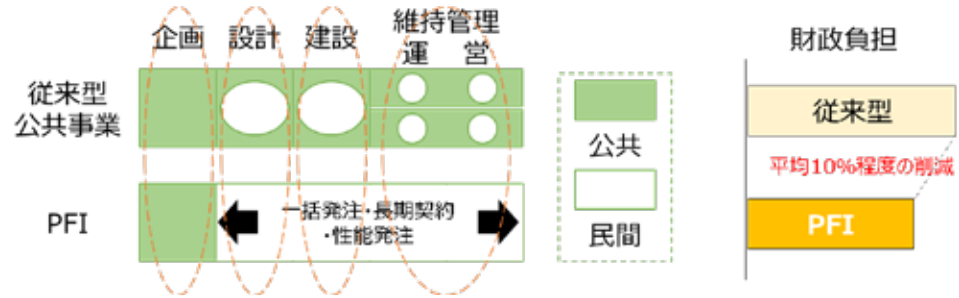 企画
設計
建設
維持管理
運営
従来型
公共事業
PFI
一括発注・長期契約
・性能発注
公共
民間
財政負担
従来型
平均10%程度の削減
PFI